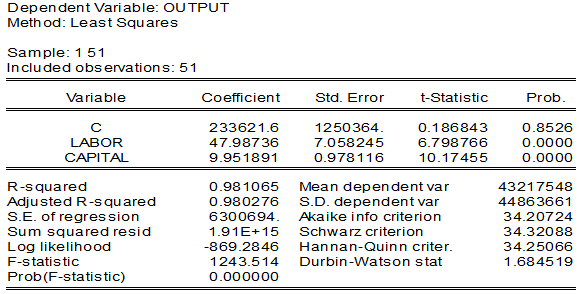 Dependent Variable: OUTPUT
Method: Least Squares
Sample: 1 51
Included observations: 51
Variable Coefficient Std. Error t-Statistic Prob.
C 233621.6 1250364. 0.186843 0.8526
LABOR 47.98736 7.058245 6.798766 0.0000
CAPITAL 9.951891 0.978116 10.17455 0.0000
R-squared 0.981065 Mean dependent var 43217548
Adjusted R-squared 0.980276 S.D. dependent var 44863661
S.E. of regression 6300694. Akaike info criterion 34.20724
Sum squared resid 1.91E+15 Schwarz criterion 34.32088
Log likelihood -869.2846 Hannan-Quinn criter. 34.25066
F-statistic 1243.514 Durbin-Watson stat 1.684519
Prob(F-statistic) 0.000000